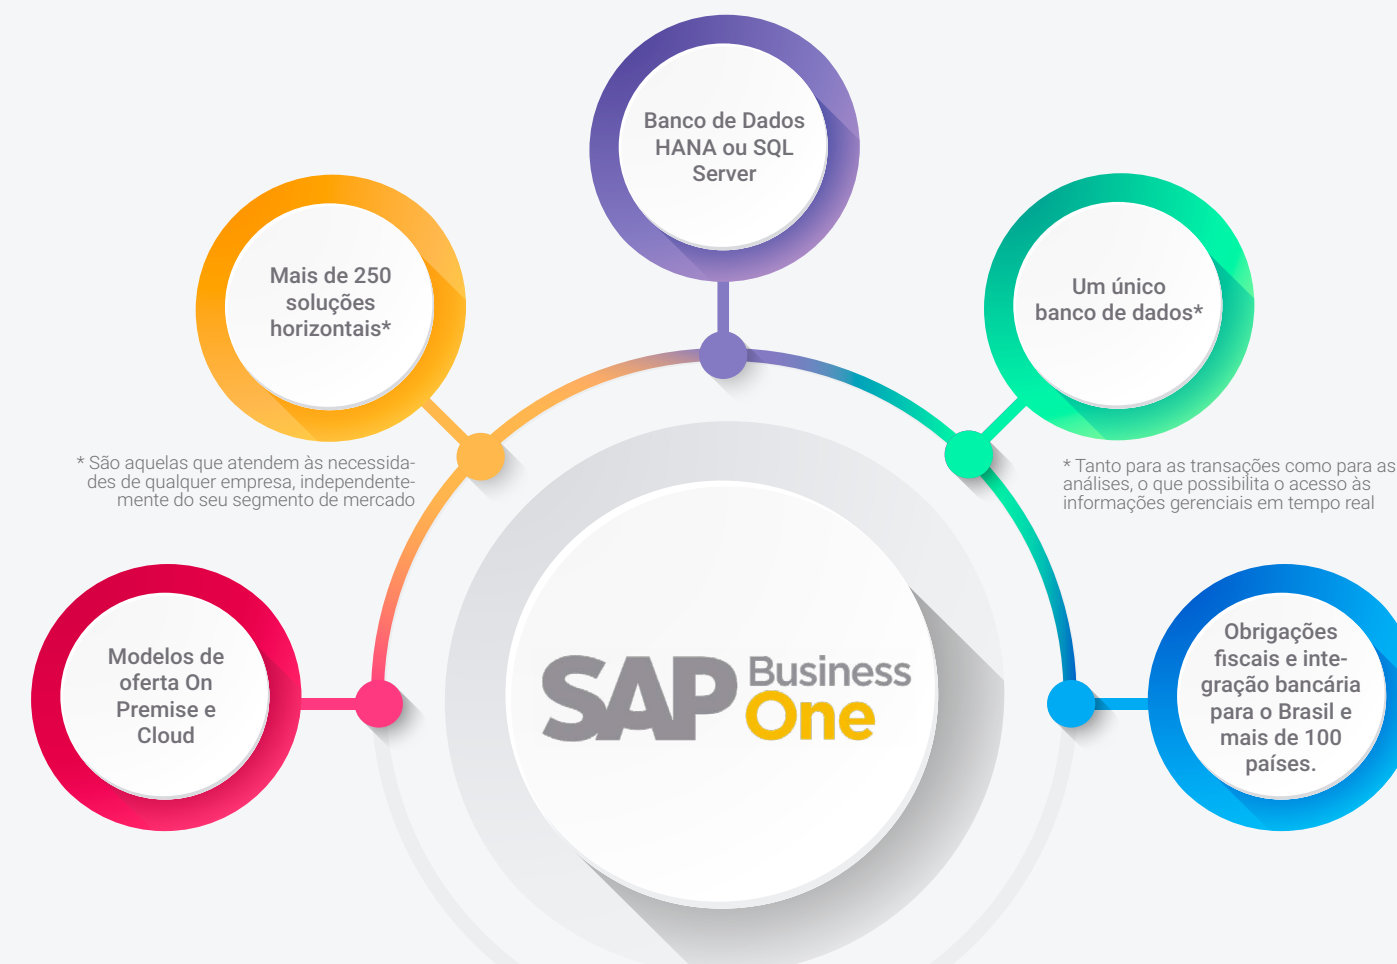 Banco de Dados
HANA ou SQL
Server
Mais de 250
soluções
horizontais*
Um único
banco de dados*
* São aquelas que atendem às necessida-
des de qualquer empresa, independente-
mente do seu segmento de mercado
* Tanto para as transações como para as
análises, o que possibilita o acesso às
informações gerenciais em tempo real
Modelos de
oferta On
Premise e
Cloud
SAP Business
One
Obrigações
fiscais e inte-
gração bancária
para o Brasil e
mais de 100
países.